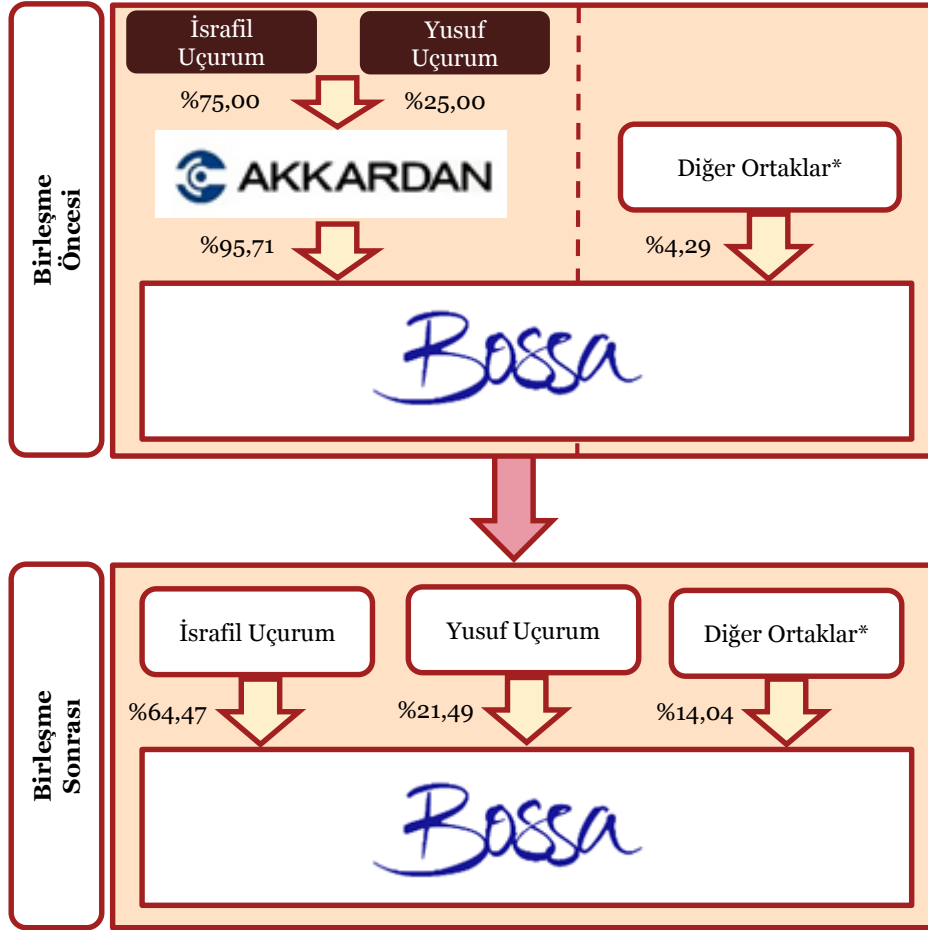 Birleşme
Öncesi
İsrafil
Uçurum
Yusuf
Uçurum
%75,00
%25,00
AKKARDAN
Diğer Ortaklar*
%95,71
%4,29
Bossa
Birleşme
Sonrası
İsrafil Uçurum
Yusuf Uçurum
Diğer Ortaklar*
%64,47
%21,49
%14,04
Bossa